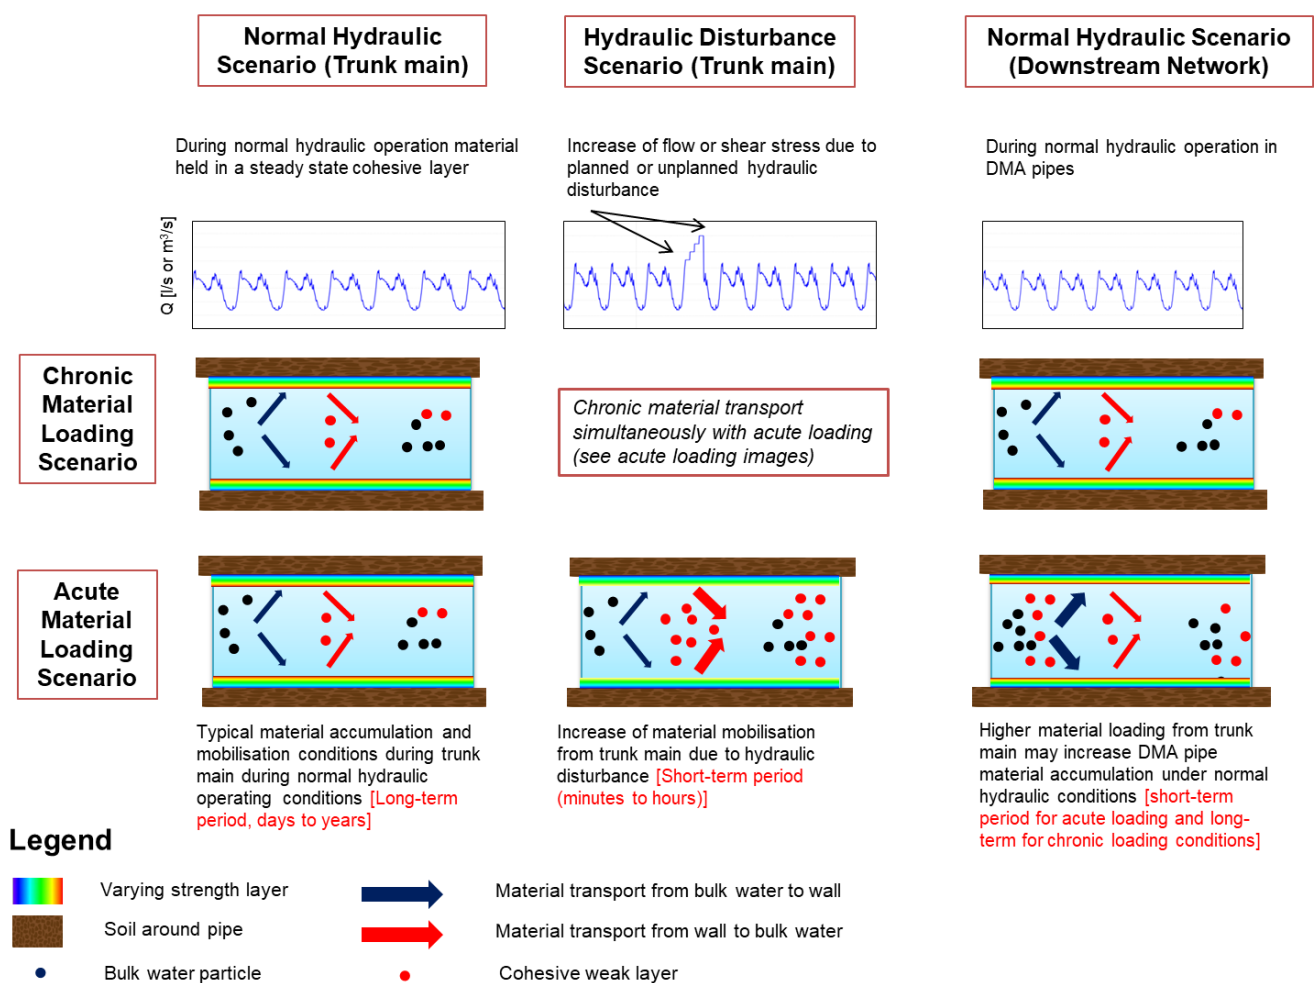 Normal Hydraulic
Scenario (Trunk main)
Hydraulic Disturbance
Scenario (Trunk main)
Normal Hydraulic Scenario
(Downstream Network)
During normal hydraulic operation material
held in a steady state cohesive layer
Increase of flow or shear stress due to
planned or unplanned hydraulic
disturbance
During normal hydraulic operation in
DMA pipes
Q [l/s or m³/s]
Chronic
Material
Loading
Scenario
Chronic material transport
simultaneously with acute loading
(see acute loading images)
Acute
Material
Loading
Scenario
Typical material accumulation and
mobilisation conditions during trunk
main during normal hydraulic
operating conditions [Long-term
period, days to years]
Increase of material mobilisation
from trunk main due to hydraulic
disturbance [Short-term period
(minutes to hours)]
Higher material loading from trunk
main may increase DMA pipe
material accumulation under normal
hydraulic conditions [short-term
period for acute loading and long-
term for chronic loading conditions]
Legend
Varying strength layer
Material transport from bulk water to wall
Soil around pipe
Material transport from wall to bulk water
Bulk water particle
Cohesive weak layer